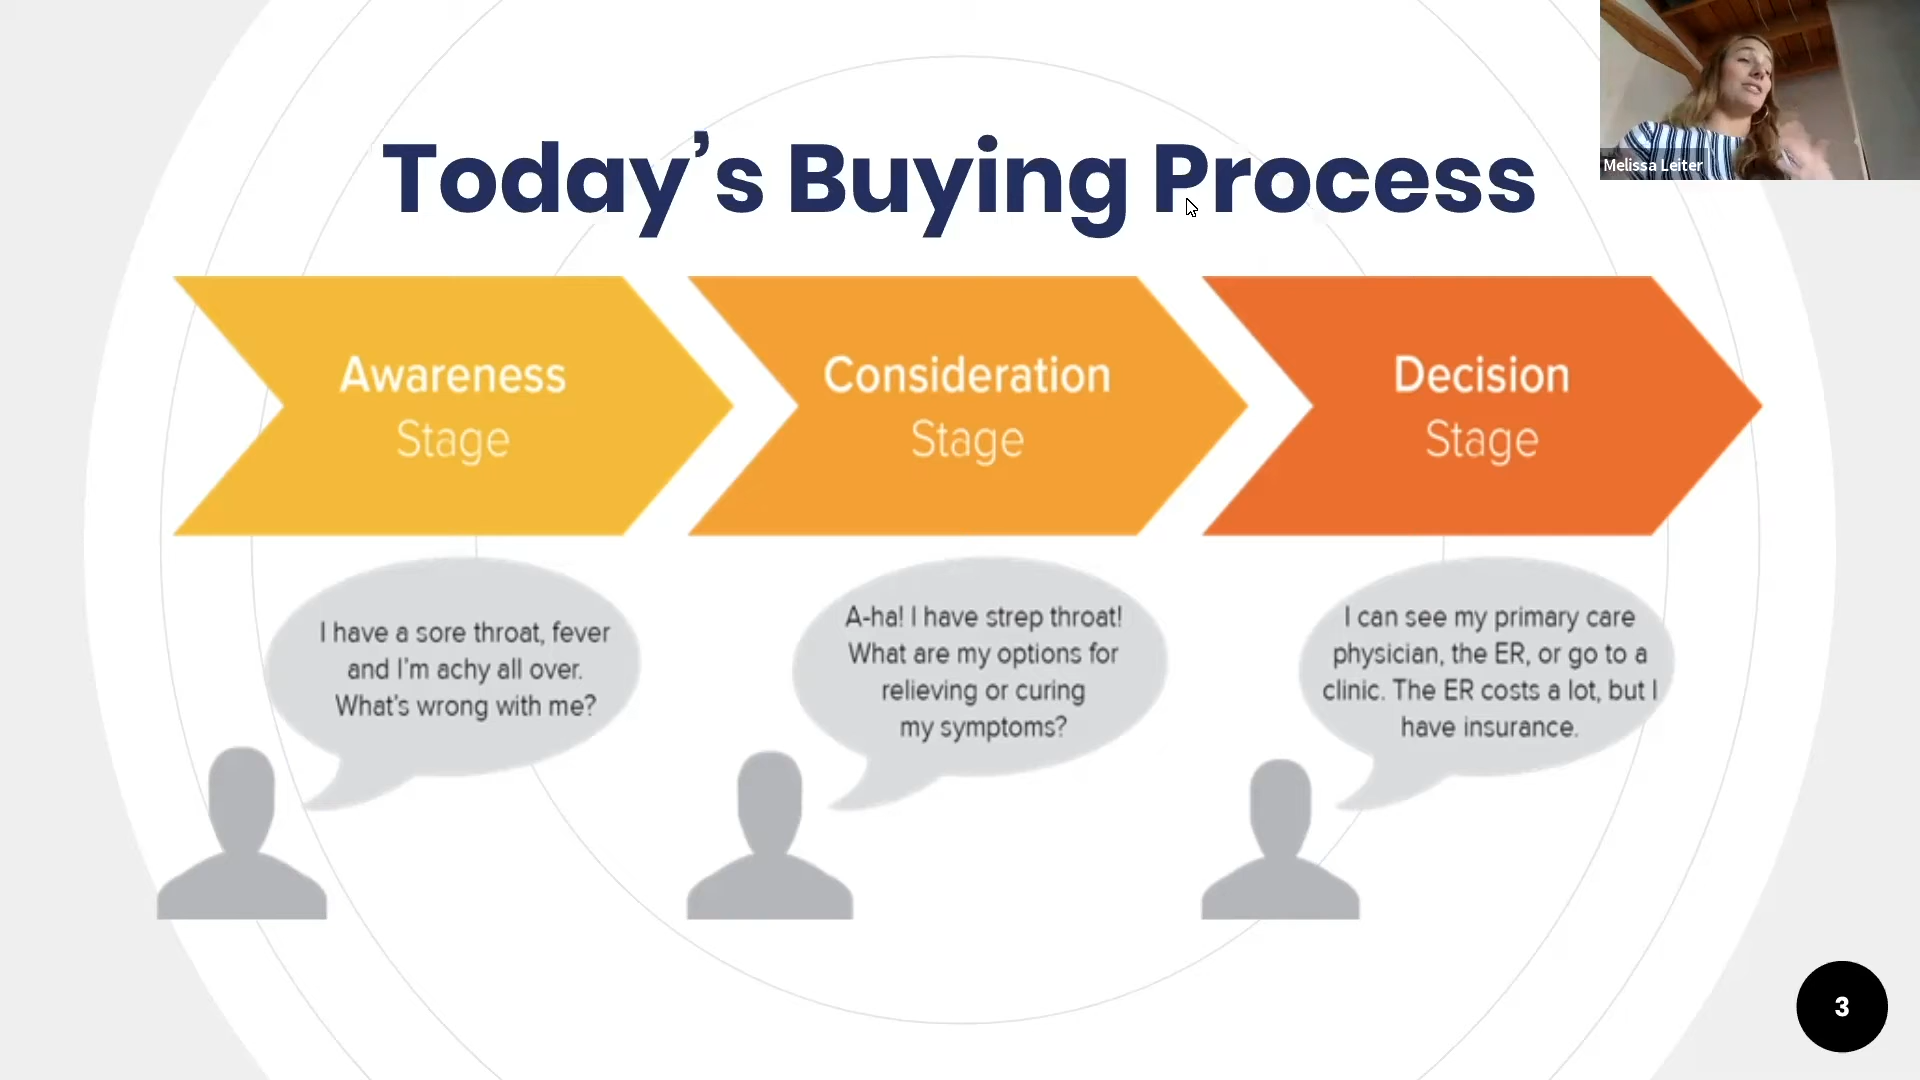 Today's Buying Process
Melissa Leiter
Awareness
Stage
Consideration
Stage
Decision
Stage
I have a sore throat, fever
and I'm achy all over.
What's wrong with me?
A-ha! I have strep throat!
What are my options for
relieving or curing
my symptoms?
I can see my primary care
physician, the ER, or go to a
clinic. The ER costs a lot, but I
have insurance.
3